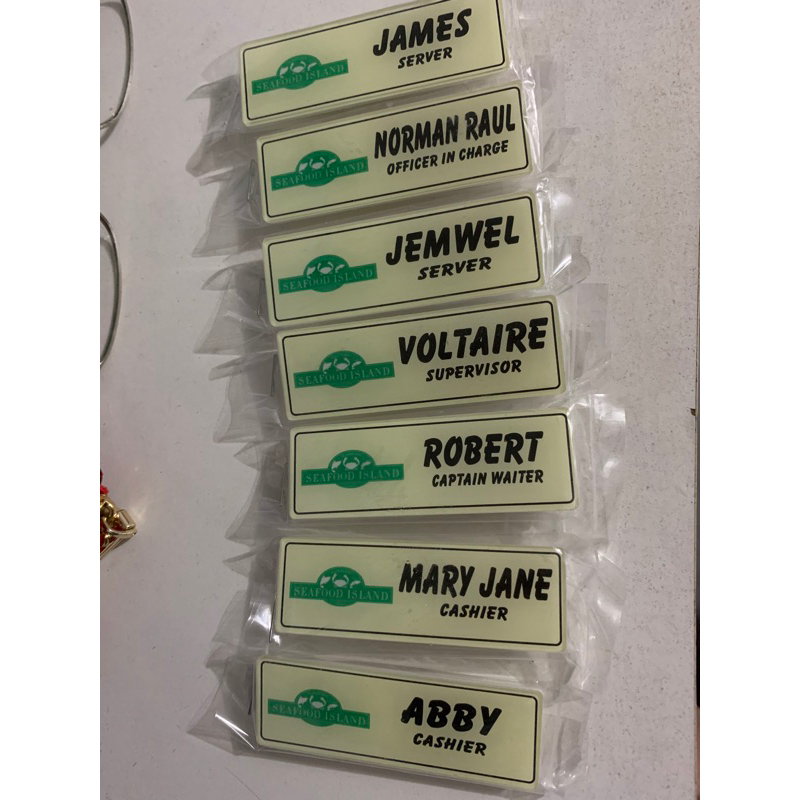 JAMES
SERVER
SEAFOOD ISLAND
NORMAN RAUL
OFFICER IN CHARGE
SEAFOOD ISLAND
JEMWEL
SERVER
SEAFOOD ISLAND
VOLTAIRE
SUPERVISOR
SEAFOOD ISLAND
ROBERT
CAPTAIN WAITER
SEAFOOD ISLAND
MARY JANE
CASHIER
SEAFOOD ISLAND
ABBY
CASHIER
SEAFOOD ISLAND